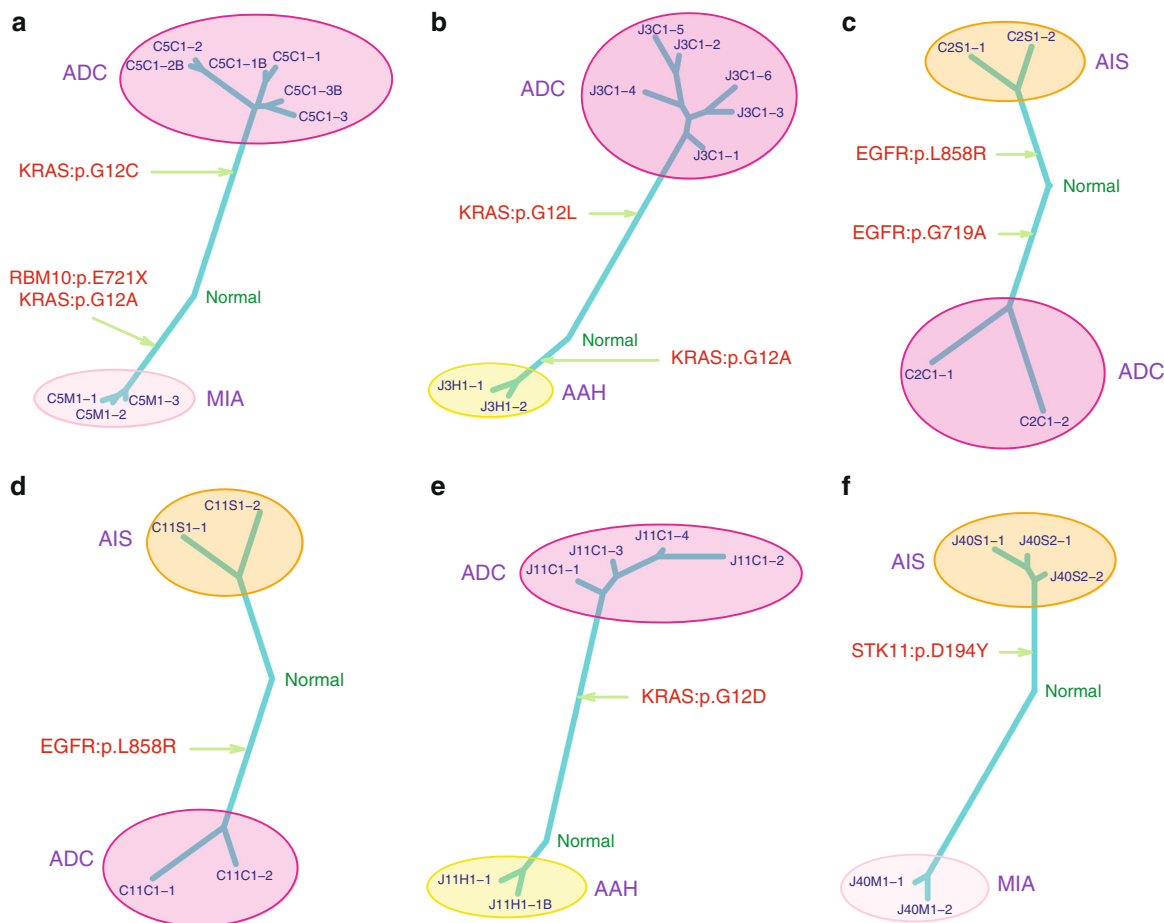 a
C5C1–2
C5C1–2B
C5C1–1B
C5C1–1
C5C1–3B
C5C1–3
ADC
KRAS:p.G12C
RBM10:p.E721X
KRAS:p.G12A
Normal
C5M1–1
C5M1–3
C5M1–2
MIA
b
J3C1–5
J3C1–2
J3C1–6
J3C1–4
J3C1–3
J3C1–1
ADC
KRAS:p.G12L
Normal
KRAS:p.G12A
J3H1–1
J3H1–2
AAH
c
C2S1–1
C2S1–2
AIS
EGFR:p.L858R
Normal
EGFR:p.G719A
C2C1–1
C2C1–2
ADC
d
C11S1–2
C11S1–1
AIS
Normal
EGFR:p.L858R
ADC
C11C1–1
C11C1–2
e
J11C1–4
J11C1–3
J11C1–1
J11C1–2
ADC
KRAS:p.G12D
Normal
J11H1–1
J11H1–1B
AAH
f
J40S1–1
J40S2–1
J40S2–2
AIS
STK11:p.D194Y
Normal
J40M1–1
J40M1–2
MIA